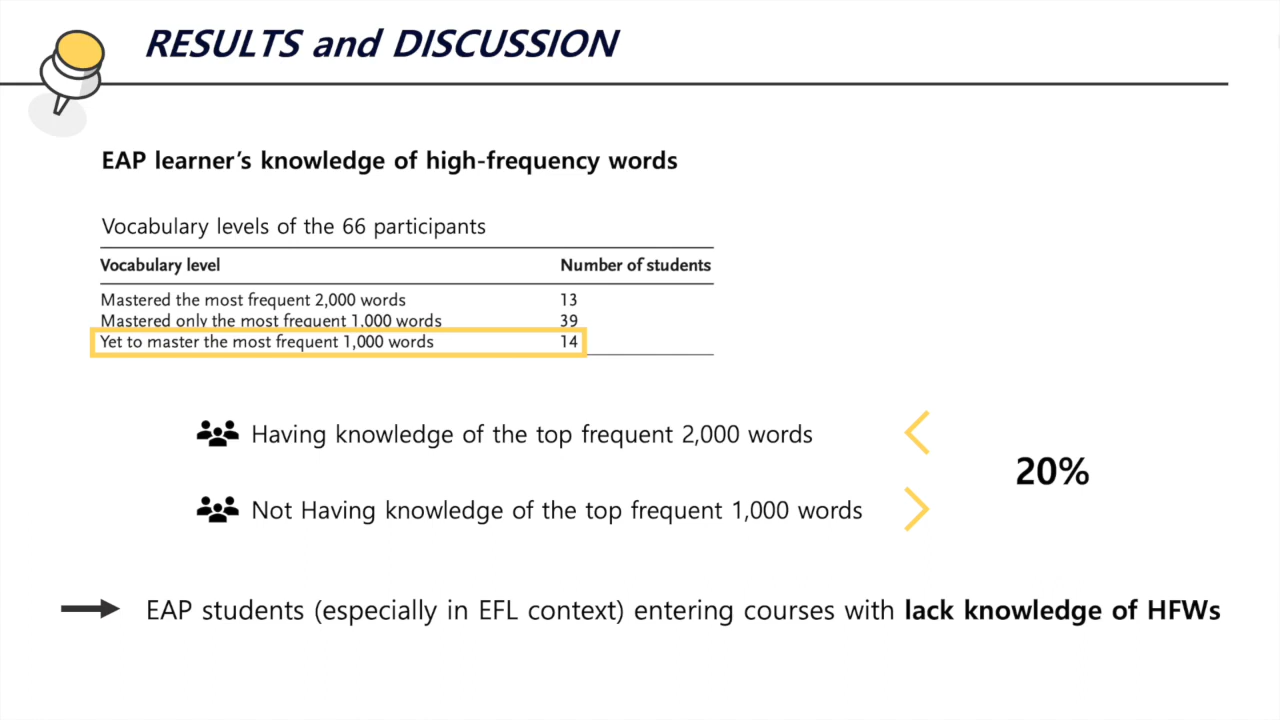 RESULTS and DISCUSSION
EAP learner’s knowledge of high-frequency words
Vocabulary levels of the 66 participants
Vocabulary level Number of students
Mastered the most frequent 2,000 words 13
Mastered only the most frequent 1,000 words 39
Yet to master the most frequent 1,000 words 14
Having knowledge of the top frequent 2,000 words
20%
Not Having knowledge of the top frequent 1,000 words
EAP students (especially in EFL context) entering courses with lack knowledge of HFWs